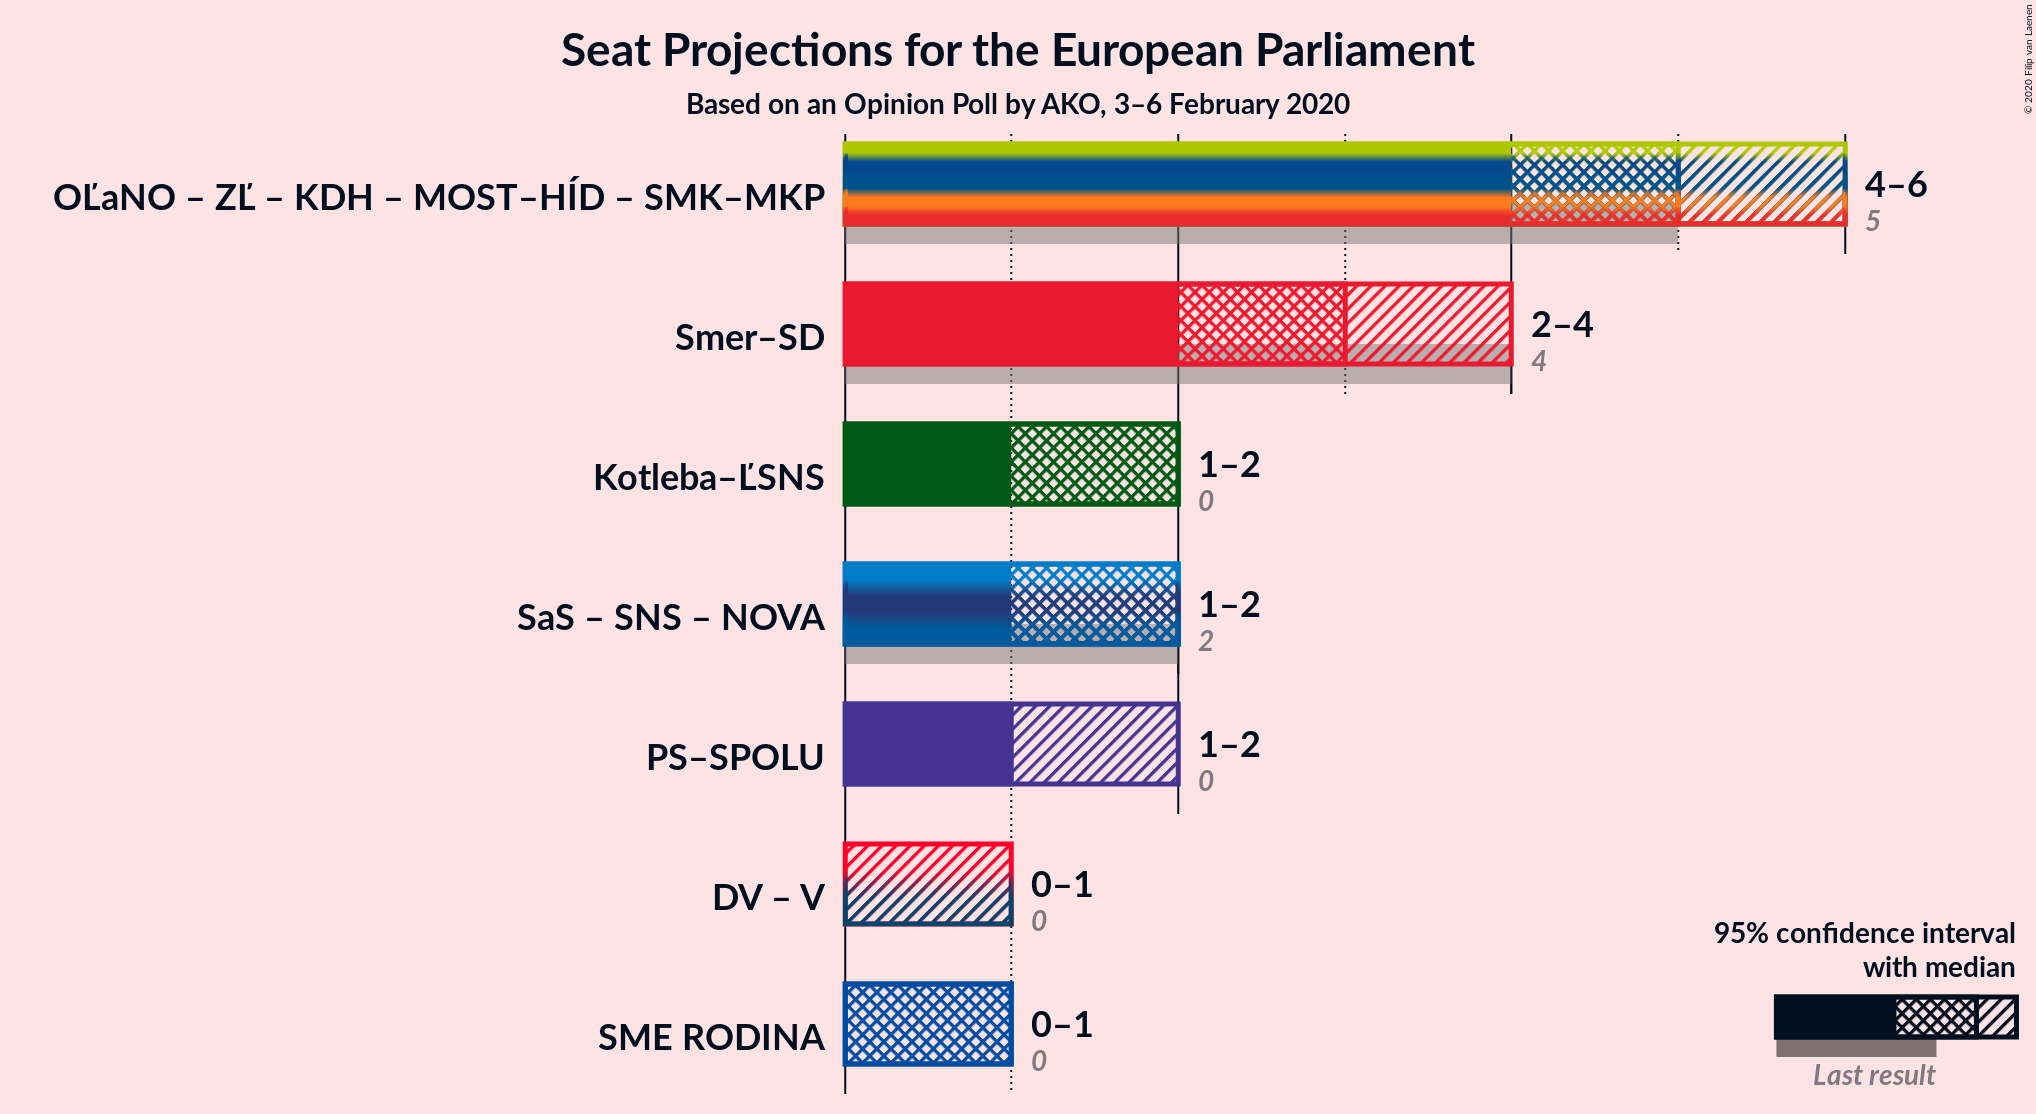 Seat Projections for the European Parliament
Based on an Opinion Poll by AKO, 3–6 February 2020
© 2020 Filip van Laenen
OĽaNO – ZĽ – KDH – MOST–HÍD – SMK–MKP
4–6
5
Smer–SD
2–4
4
Kotleba–ĽSNS
1–2
0
SaS – SNS – NOVA
1–2
2
PS–SPOLU
1–2
0
DV – V
0–1
0
SME RODINA
0–1
0
95% confidence interval
with median
Last result